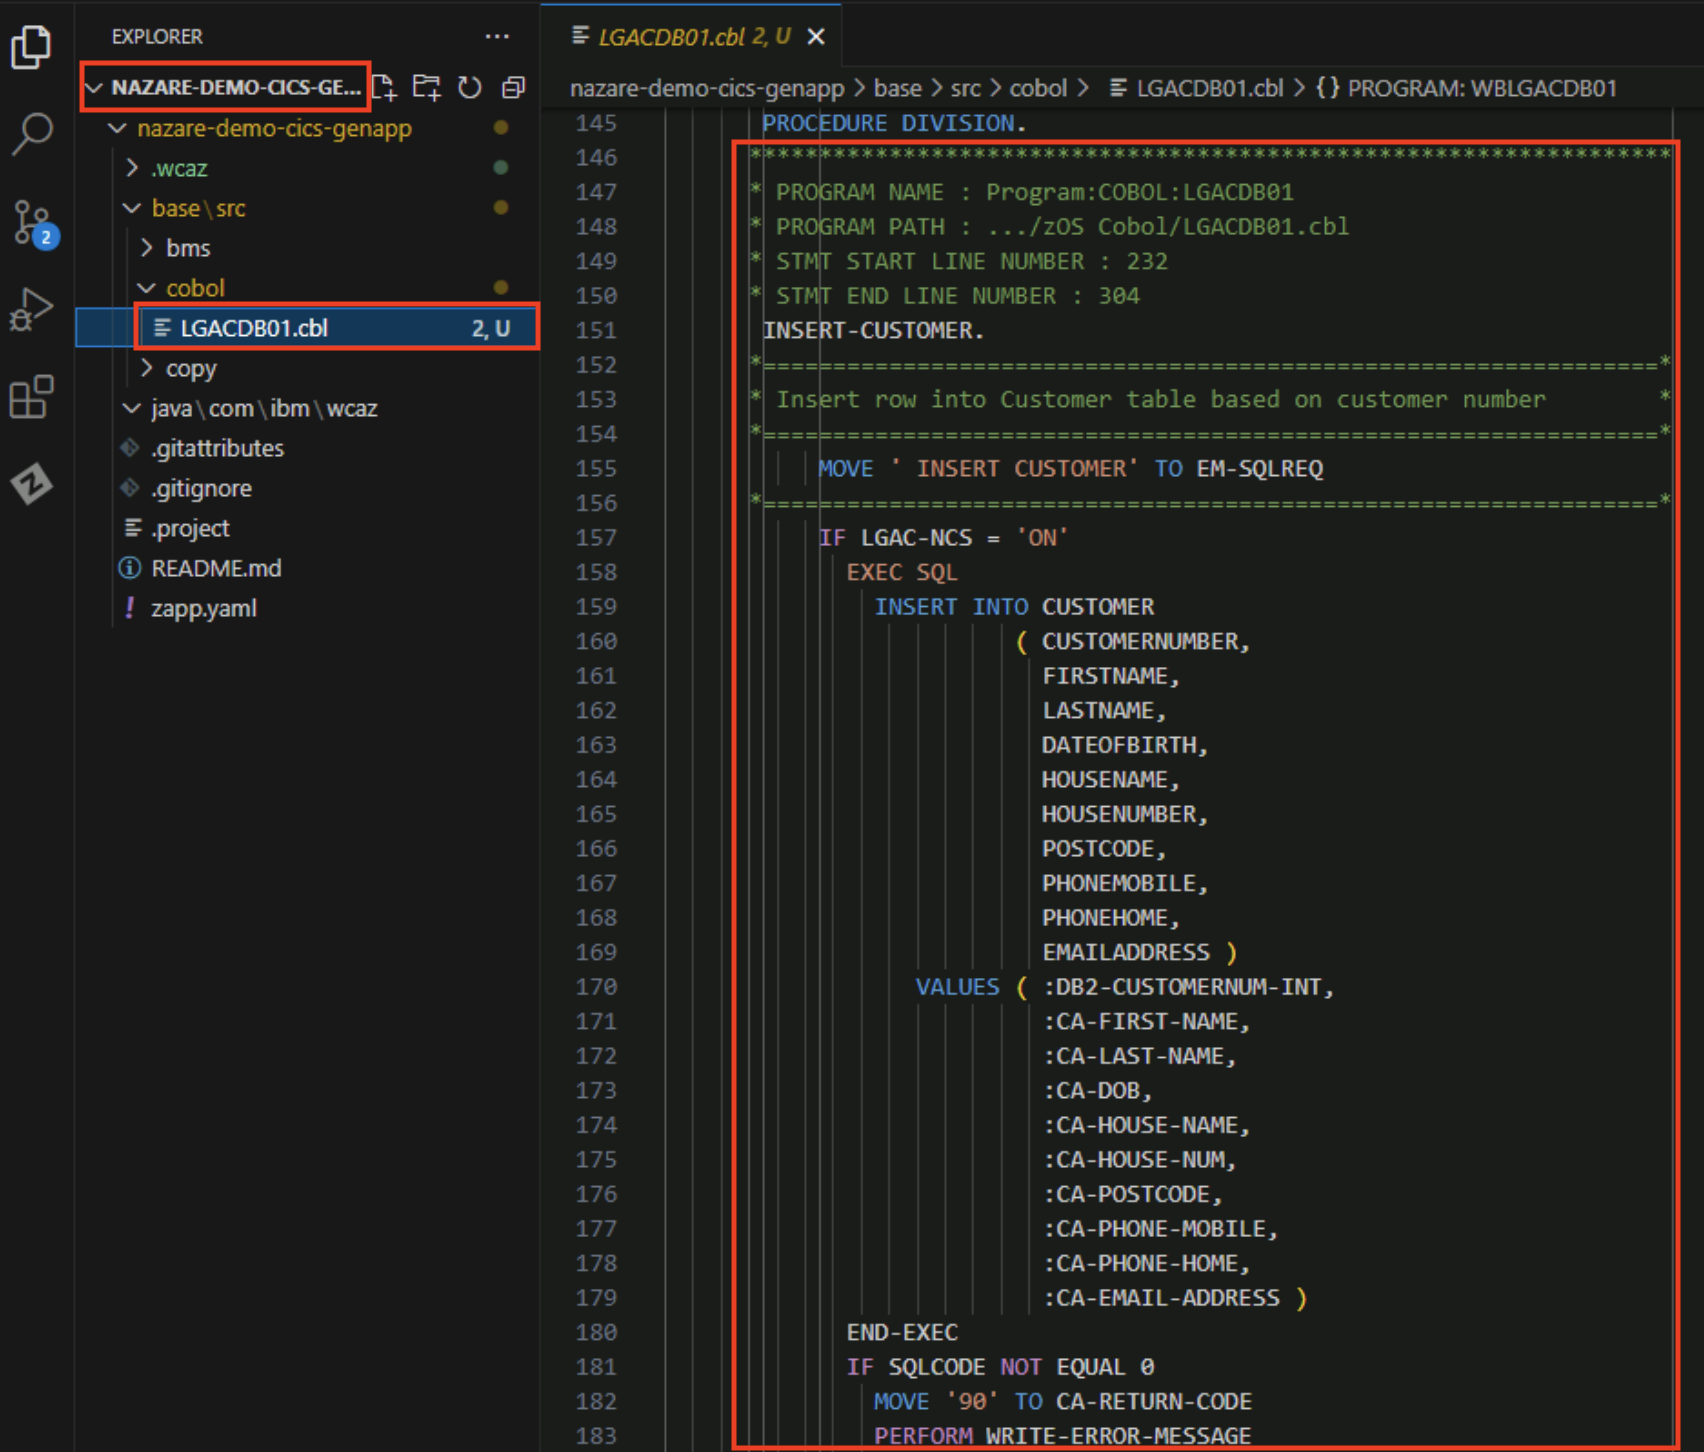 EXPLORER
NAZARE-DEMO-CICS-GE...
nazare-demo-cics-genapp
.wcaz
base\src
bms
cobol
LGACDB01.cbl 2, U
copy
java\com\ibm\wcaz
.gitattributes
.gitignore
.project
README.md
zapp.yaml
2
LGACDB01.cbl 2, U
nazare-demo-cics-genapp > base > src > cobol > LGACDB01.cbl > {} PROGRAM: WBLGACDB01
145 PROCEDURE DIVISION.
146 ******************************************************************
147 * PROGRAM NAME : Program:COBOL:LGACDB01
148 * PROGRAM PATH : .../zOS Cobol/LGACDB01.cbl
149 * STMT START LINE NUMBER : 232
150 * STMT END LINE NUMBER : 304
151 INSERT-CUSTOMER.
152 *================================================================*
153 * Insert row into Customer table based on customer number *
154 *================================================================*
155 MOVE ' INSERT CUSTOMER' TO EM-SQLREQ
156 *================================================================*
157 IF LGAC-NCS = 'ON'
158 EXEC SQL
159 INSERT INTO CUSTOMER
160 ( CUSTOMERNUMBER,
161 FIRSTNAME,
162 LASTNAME,
163 DATEOFBIRTH,
164 HOUSENAME,
165 HOUSENUMBER,
166 POSTCODE,
167 PHONEMOBILE,
168 PHONEHOME,
169 EMAILADDRESS )
170 VALUES ( :DB2-CUSTOMERNUM-INT,
171 :CA-FIRST-NAME,
172 :CA-LAST-NAME,
173 :CA-DOB,
174 :CA-HOUSE-NAME,
175 :CA-HOUSE-NUM,
176 :CA-POSTCODE,
177 :CA-PHONE-MOBILE,
178 :CA-PHONE-HOME,
179 :CA-EMAIL-ADDRESS )
180 END-EXEC
181 IF SQLCODE NOT EQUAL 0
182 MOVE '90' TO CA-RETURN-CODE
183 PERFORM WRITE-ERROR-MESSAGE